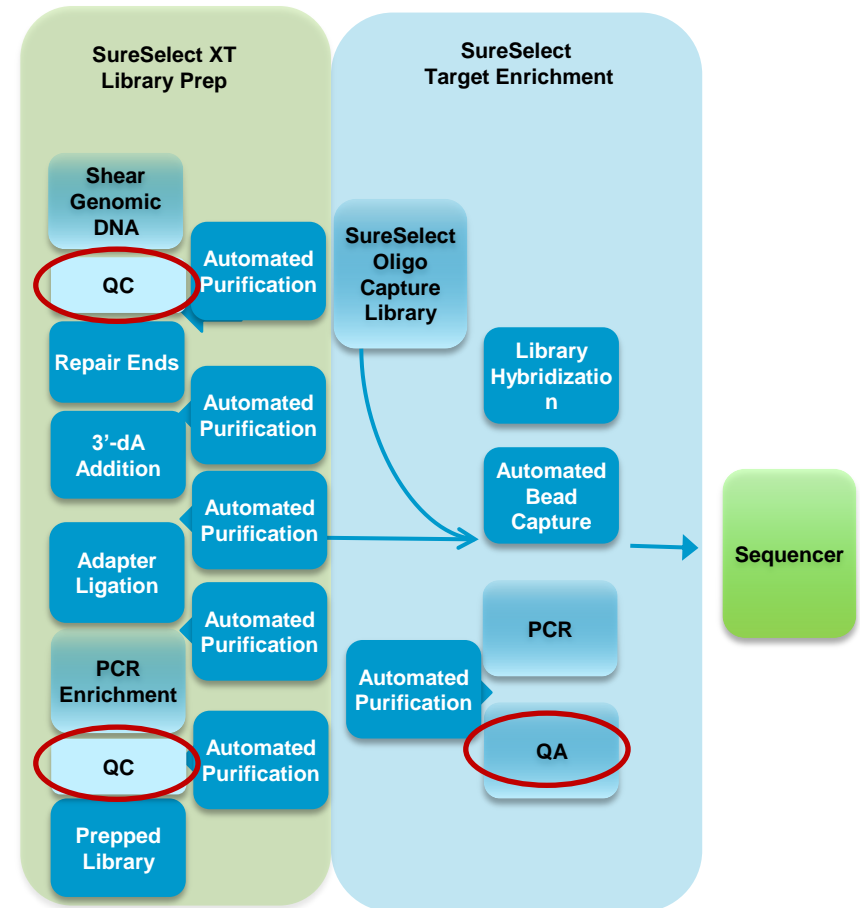 SureSelect XT
Library Prep
Shear
Genomic
DNA
QC
Automated
Purification
Repair Ends
Automated
Purification
3’-dA
Addition
Automated
Purification
Adapter
Ligation
Automated
Purification
PCR
Enrichment
QC
Automated
Purification
Prepped
Library
SureSelect
Target Enrichment
SureSelect
Oligo
Capture
Library
Library
Hybridizatio
n
Automated
Bead
Capture
PCR
Automated
Purification
QA
Sequencer